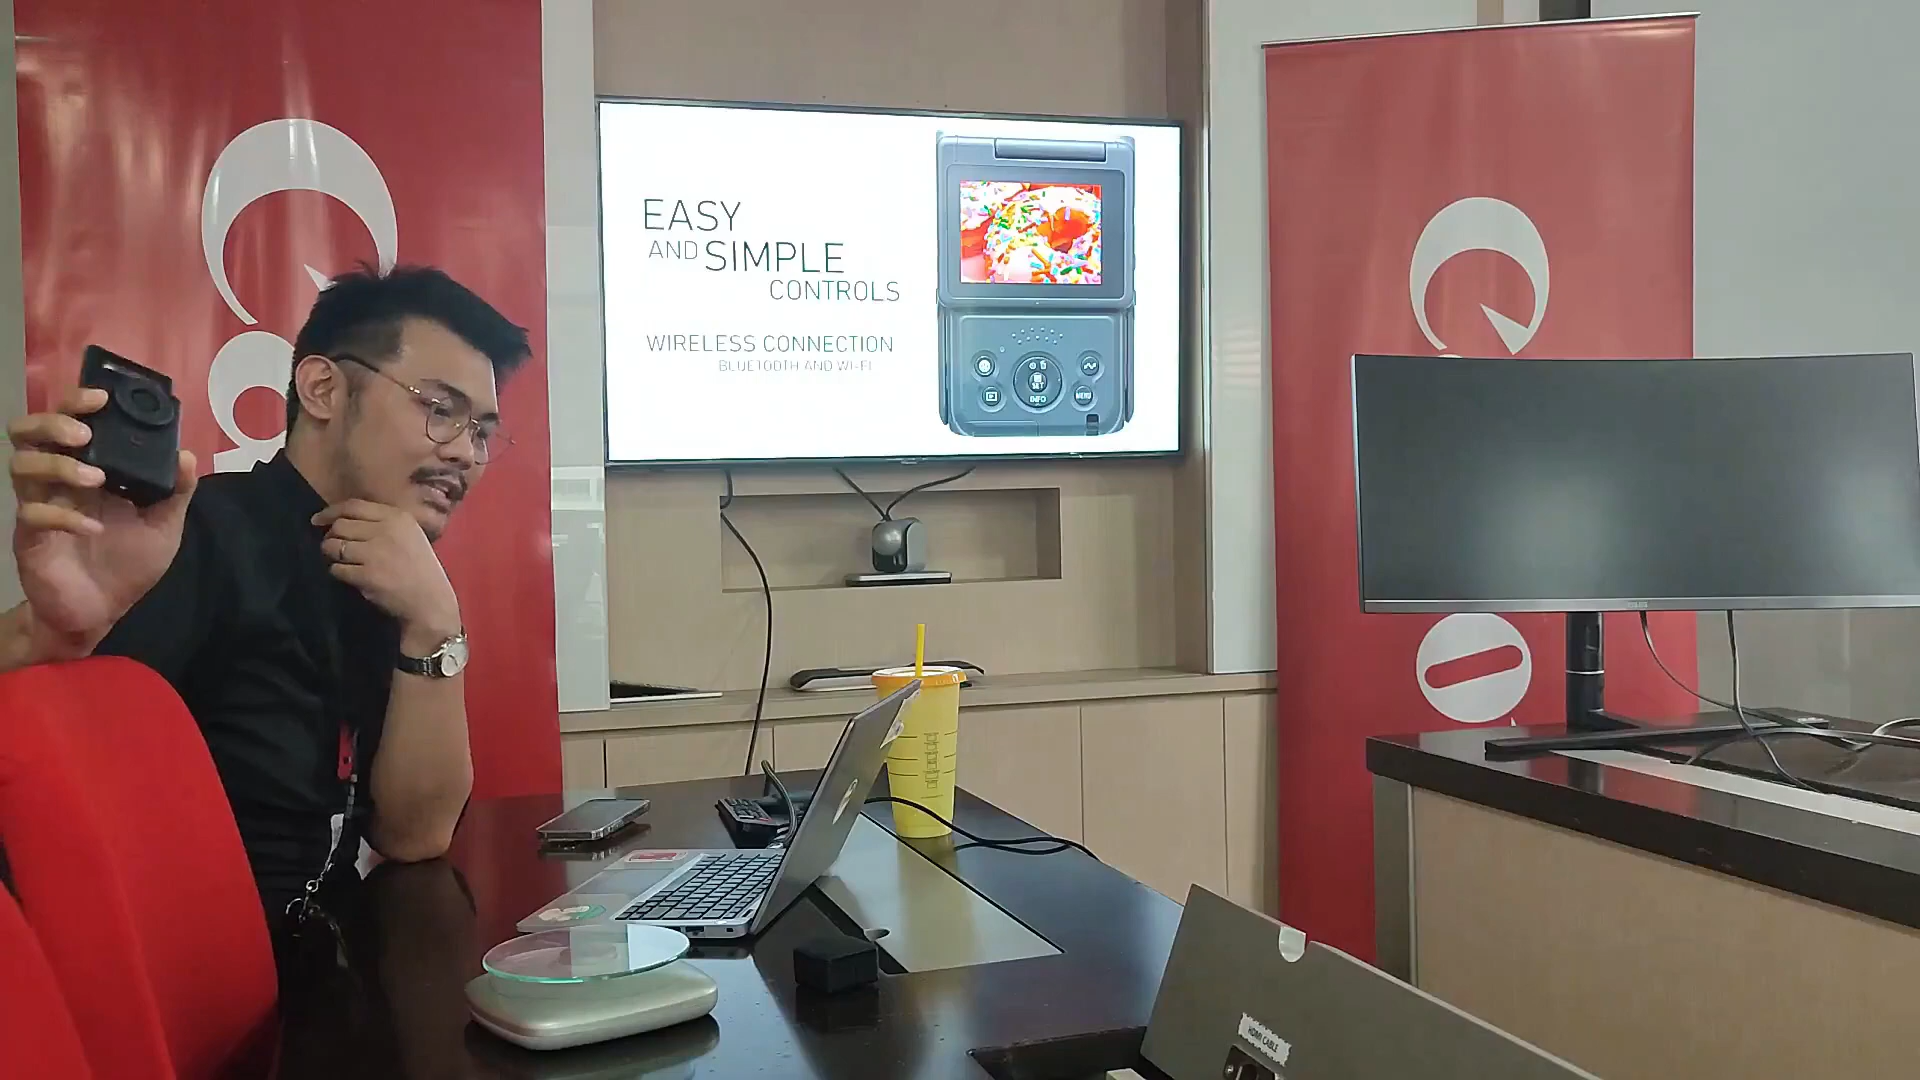 EASY
AND SIMPLE
CONTROLS
WIRELESS CONNECTION
BLUETOOTH AND WI-FI
SET
INFO
MENU
HDMI CABLE